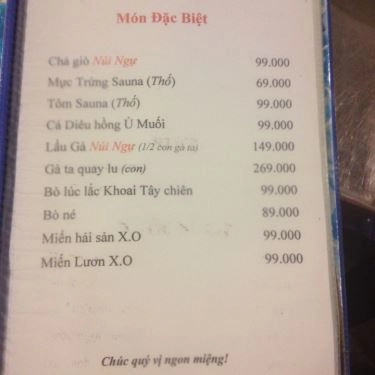 Món Đặc Biệt
Chả giò Núi Ngự 99.000
Mực Trứng Sauna (Thố) 69.000
Tôm Sauna (Thố) 99.000
Cá Diêu hồng Ủ Muối 99.000
Lẩu Gà Núi Ngự (1/2 con gà ta) 149.000
Gà ta quay lu (con) 269.000
Bò lúc lắc Khoai Tây chiên 99.000
Bò né 89.000
Miến hải sản X.O 99.000
Miến Lươn X.O 99.000
Chúc quý vị ngon miệng!